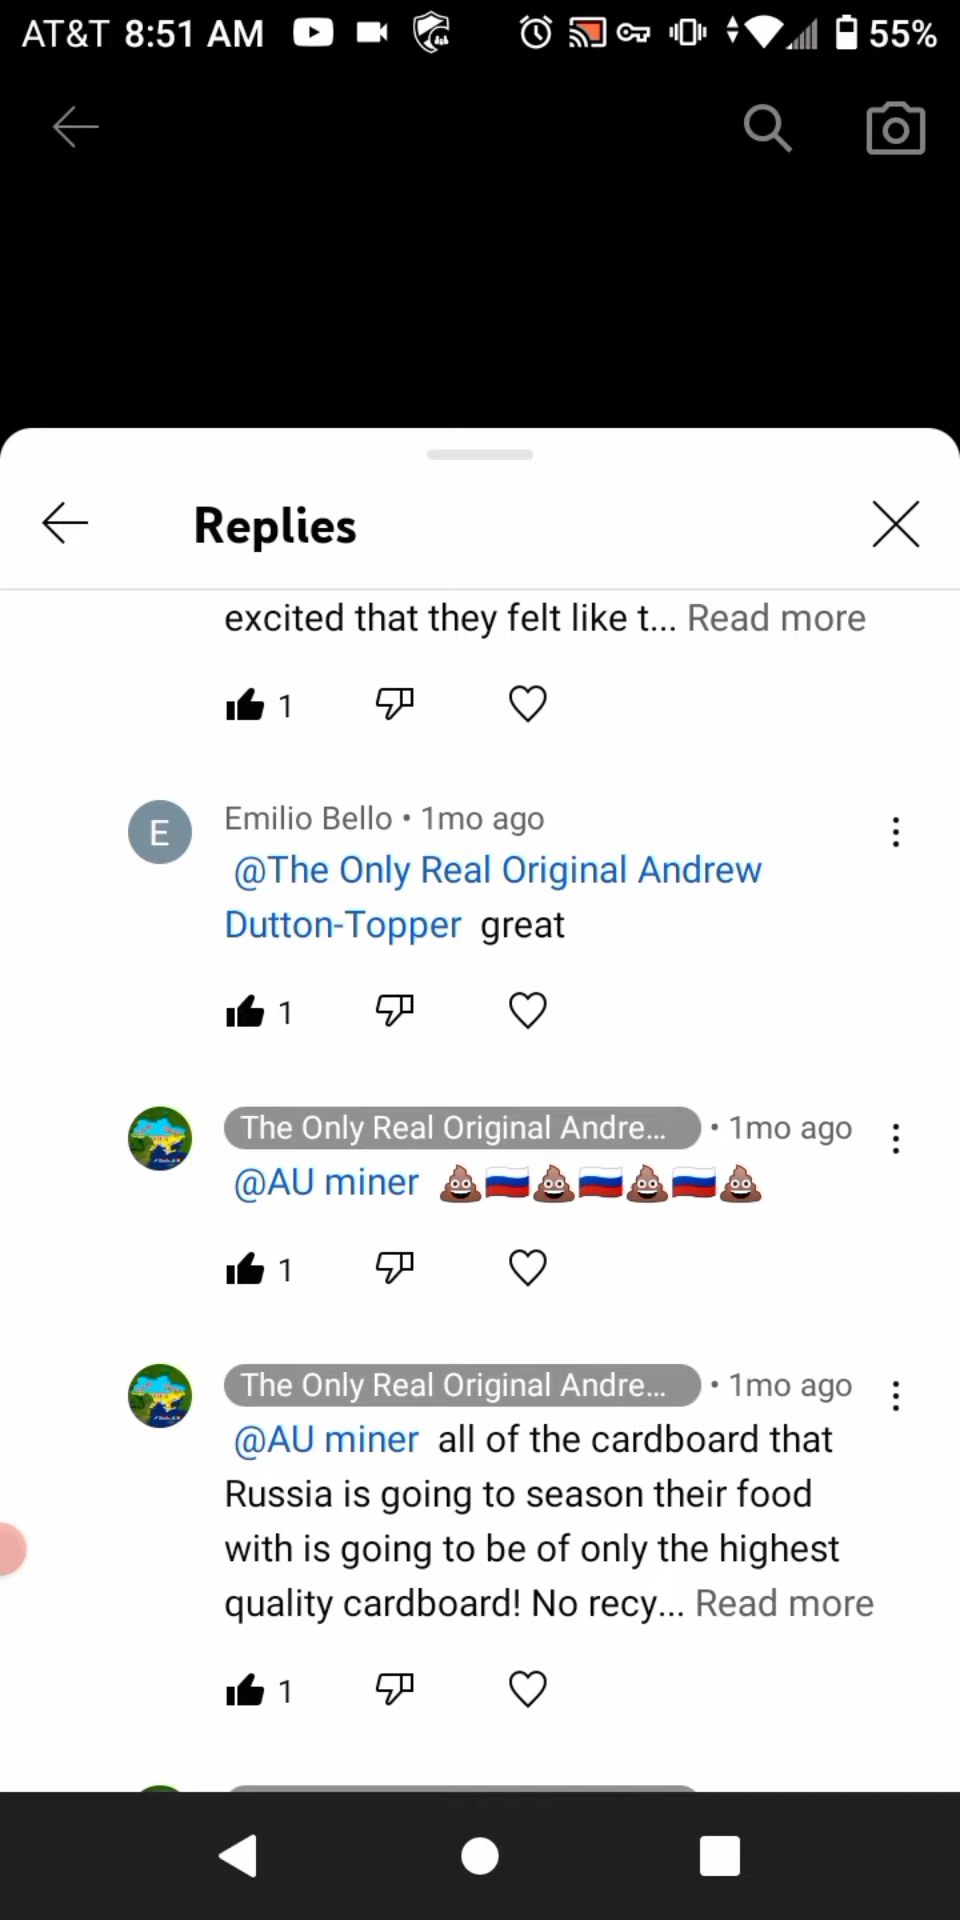 AT&T 8:51 AM 55%
Replies
excited that they felt like t... Read more
1
E
Emilio Bello • 1mo ago
@The Only Real Original Andrew
Dutton-Topper great
1
The Only Real Original Andre... • 1mo ago
@AU miner 💩🇷🇺💩🇷🇺💩🇷🇺💩
1
The Only Real Original Andre... • 1mo ago
@AU miner all of the cardboard that
Russia is going to season their food
with is going to be of only the highest
quality cardboard! No recy... Read more
1